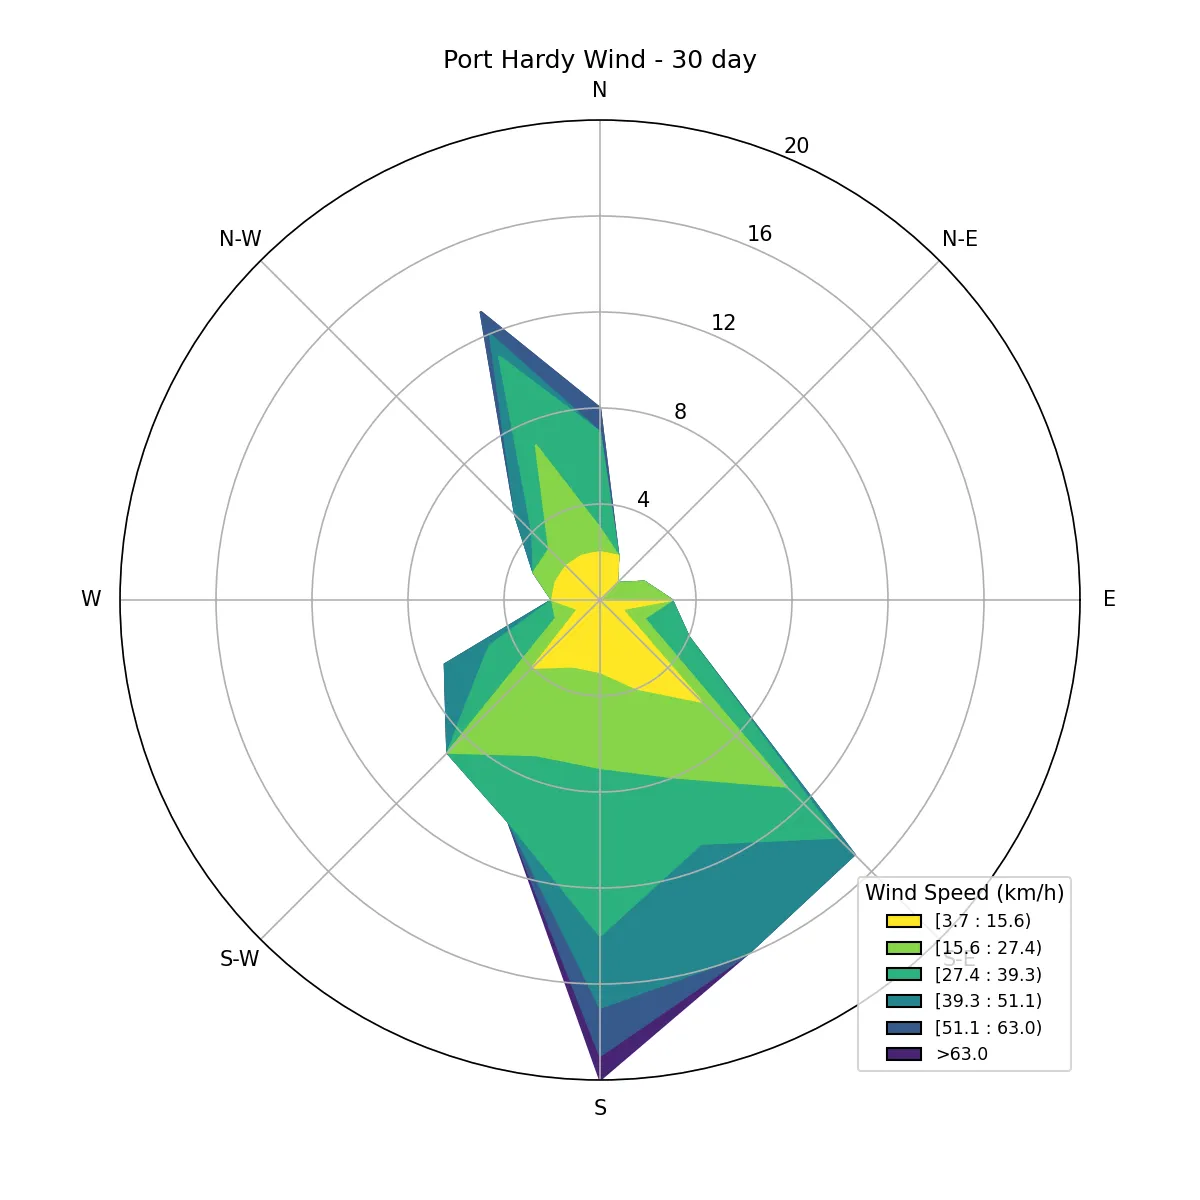 Port Hardy Wind - 30 day
N
20
N-W
N-E
16
12
8
4
W
E
S-W
S-E
S
Wind Speed (km/h)
[3.7 : 15.6)
[15.6 : 27.4)
[27.4 : 39.3)
[39.3 : 51.1)
[51.1 : 63.0)
>63.0